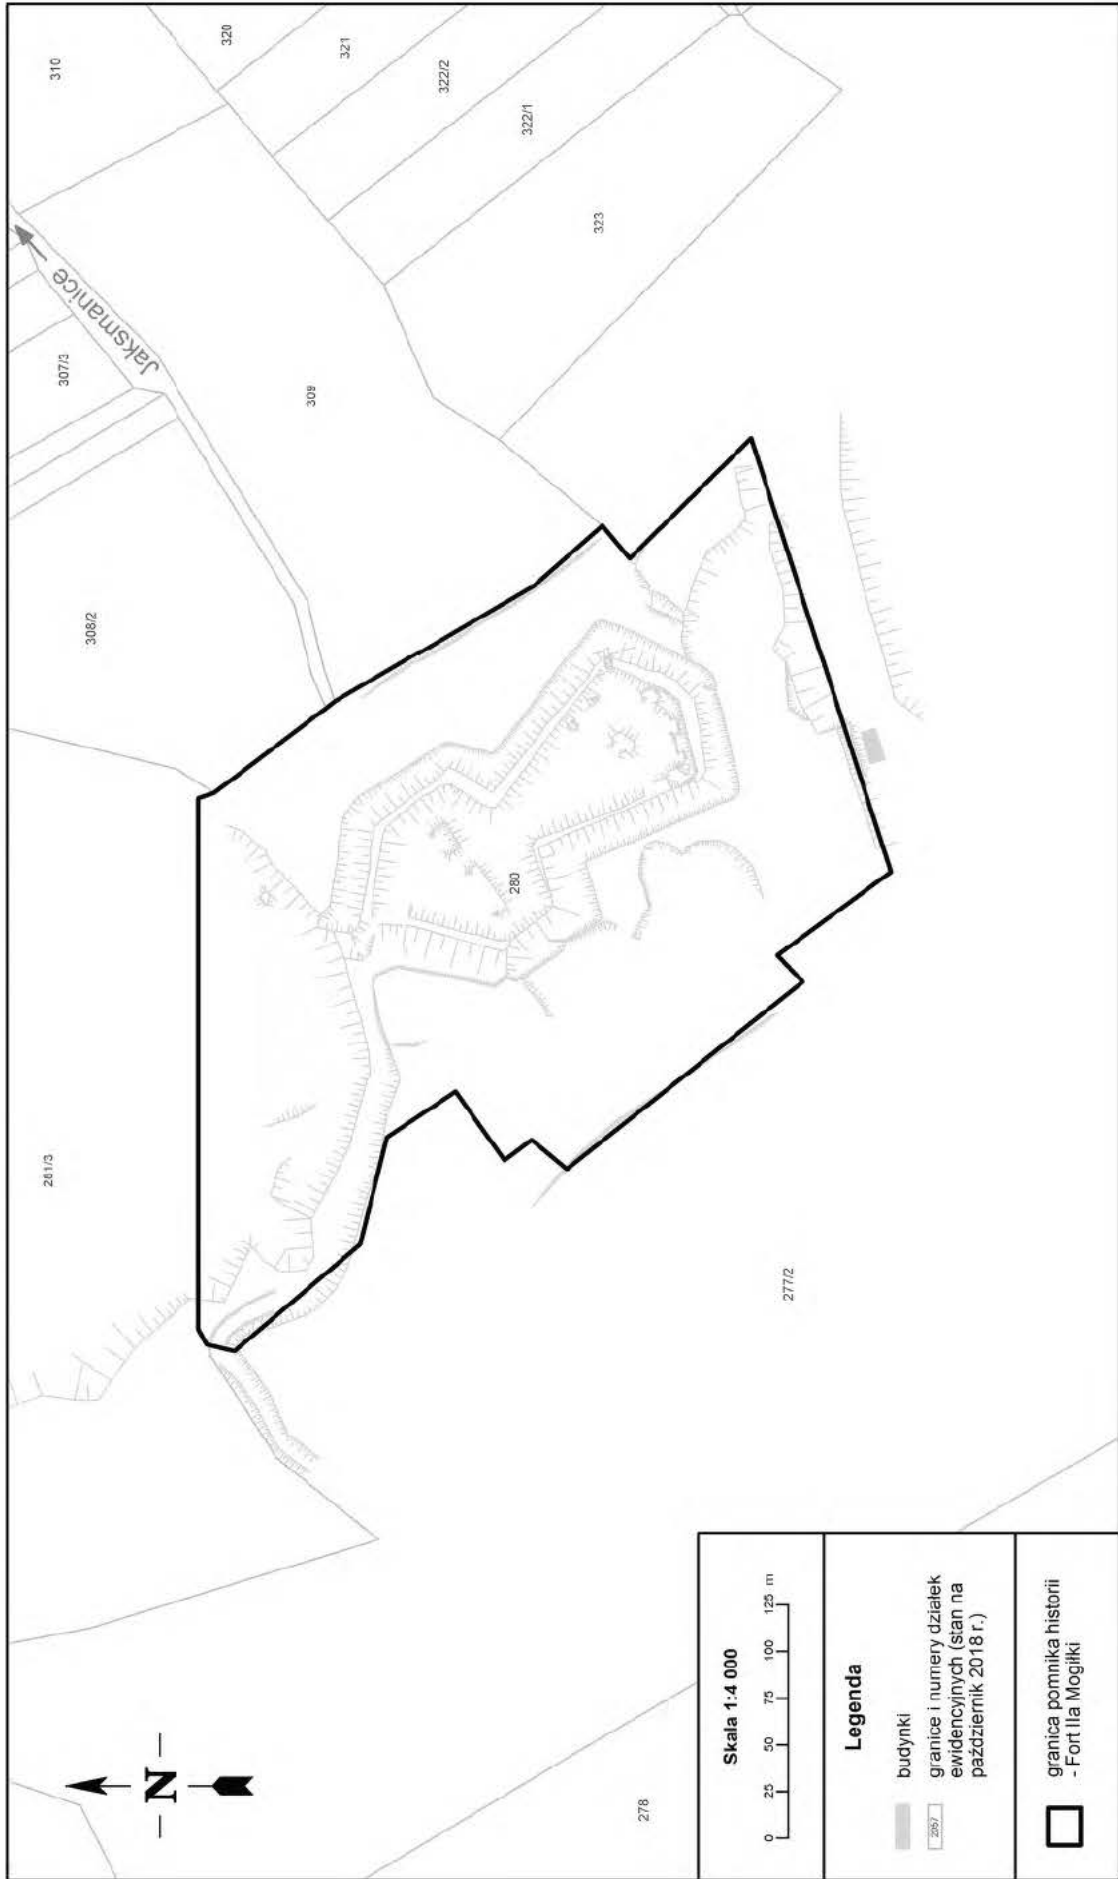 310
320
321
322/2
322/1
323
307/3
Jaksmanice
309
308/2
281/3
280
277/2
278
N
Skala 1:4 000
0 25 50 75 100 125 m
Legenda
budynki
granice i numery działek
ewidencyjnych (stan na
październik 2018 r.)
granica pomnika historii
- Fort IIa Mogiłki